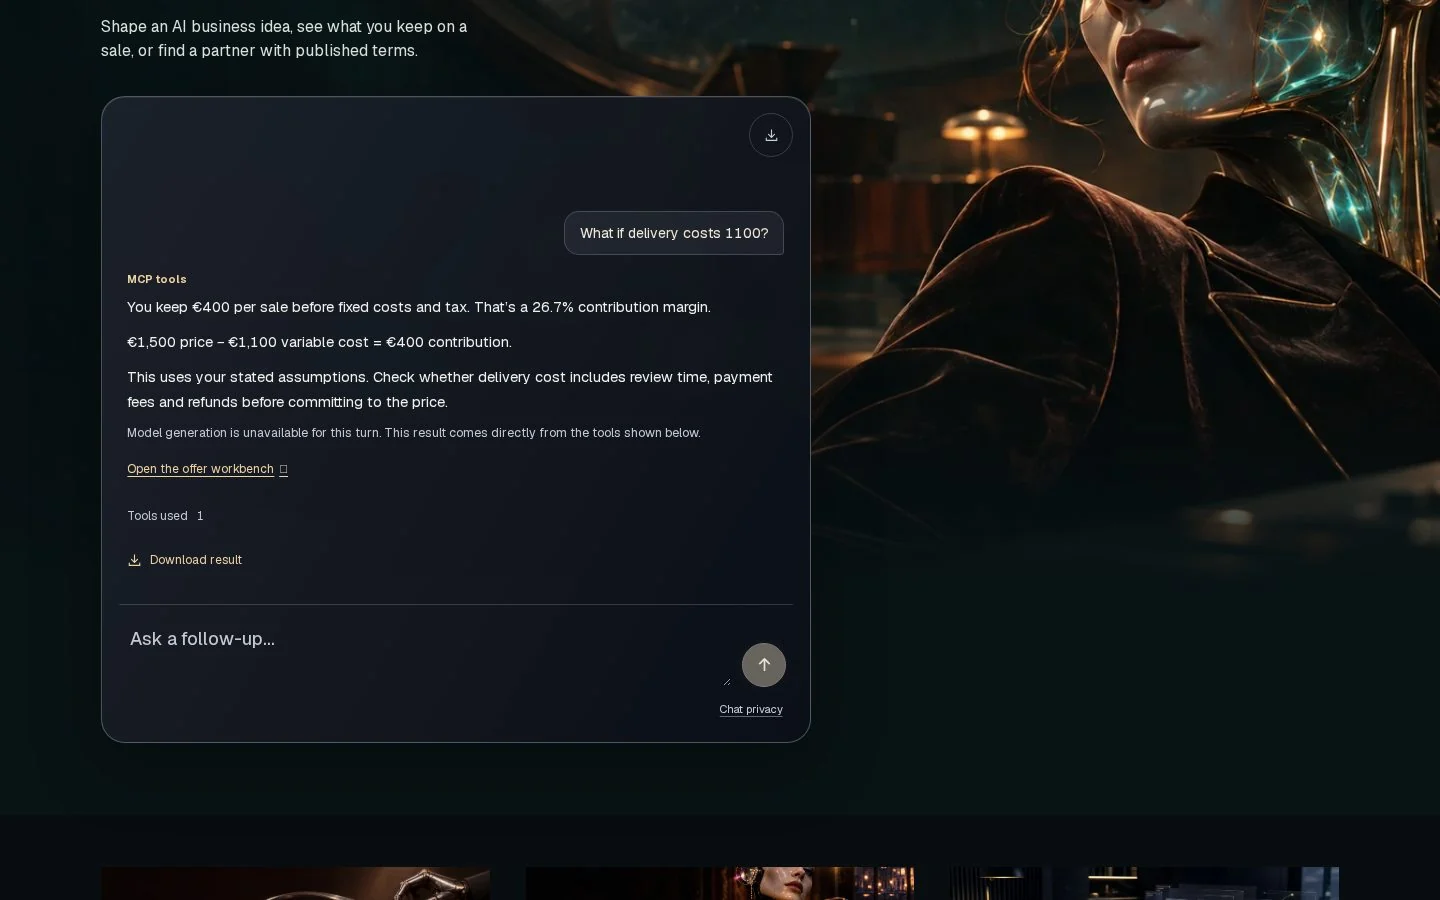 Shape an AI business idea, see what you keep on a
sale, or find a partner with published terms.
What if delivery costs 1100?
MCP tools
You keep €400 per sale before fixed costs and tax. That's a 26.7% contribution margin.
€1,500 price − €1,100 variable cost = €400 contribution.
This uses your stated assumptions. Check whether delivery cost includes review time, payment
fees and refunds before committing to the price.
Model generation is unavailable for this turn. This result comes directly from the tools shown below.
Open the offer workbench
Tools used 1
Download result
Ask a follow-up...
Chat privacy